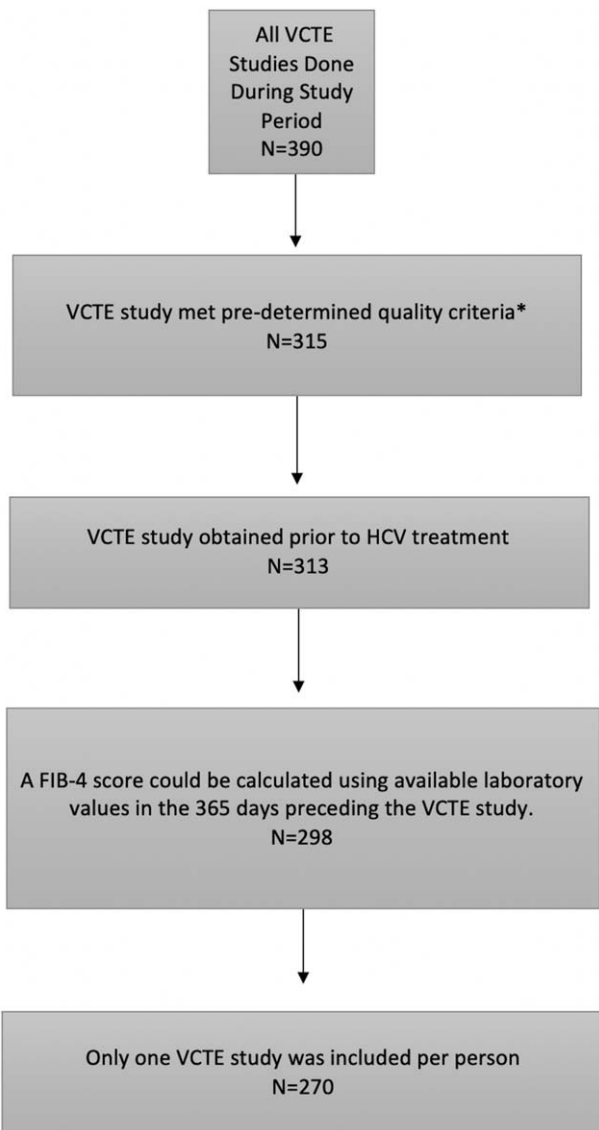 All VCTE
Studies Done
During Study
Period
N=390
VCTE study met pre-determined quality criteria*
N=315
VCTE study obtained prior to HCV treatment
N=313
A FIB-4 score could be calculated using available laboratory
values in the 365 days preceding the VCTE study.
N=298
Only one VCTE study was included per person
N=270